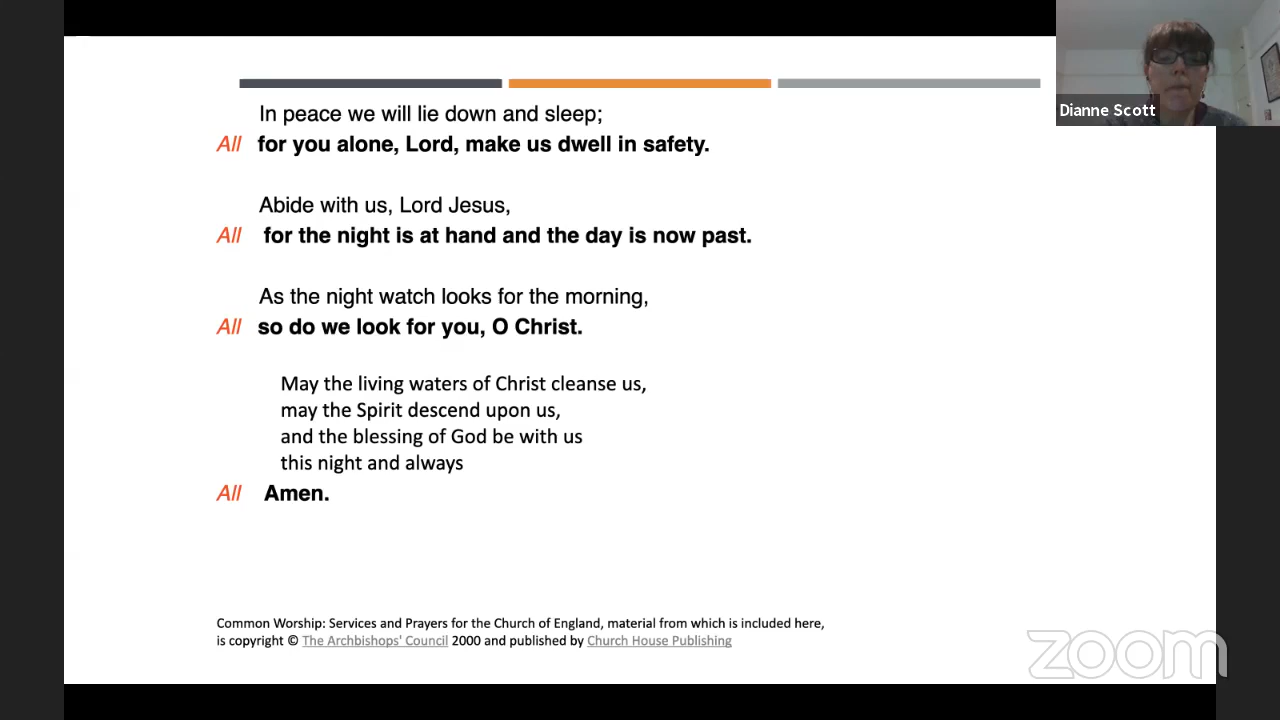 Dianne Scott
In peace we will lie down and sleep;
All for you alone, Lord, make us dwell in safety.
Abide with us, Lord Jesus,
All for the night is at hand and the day is now past.
As the night watch looks for the morning,
All so do we look for you, O Christ.
May the living waters of Christ cleanse us,
may the Spirit descend upon us,
and the blessing of God be with us
this night and always
All Amen.
Common Worship: Services and Prayers for the Church of England, material from which is included here,
is copyright © The Archbishops' Council 2000 and published by Church House Publishing
zoom